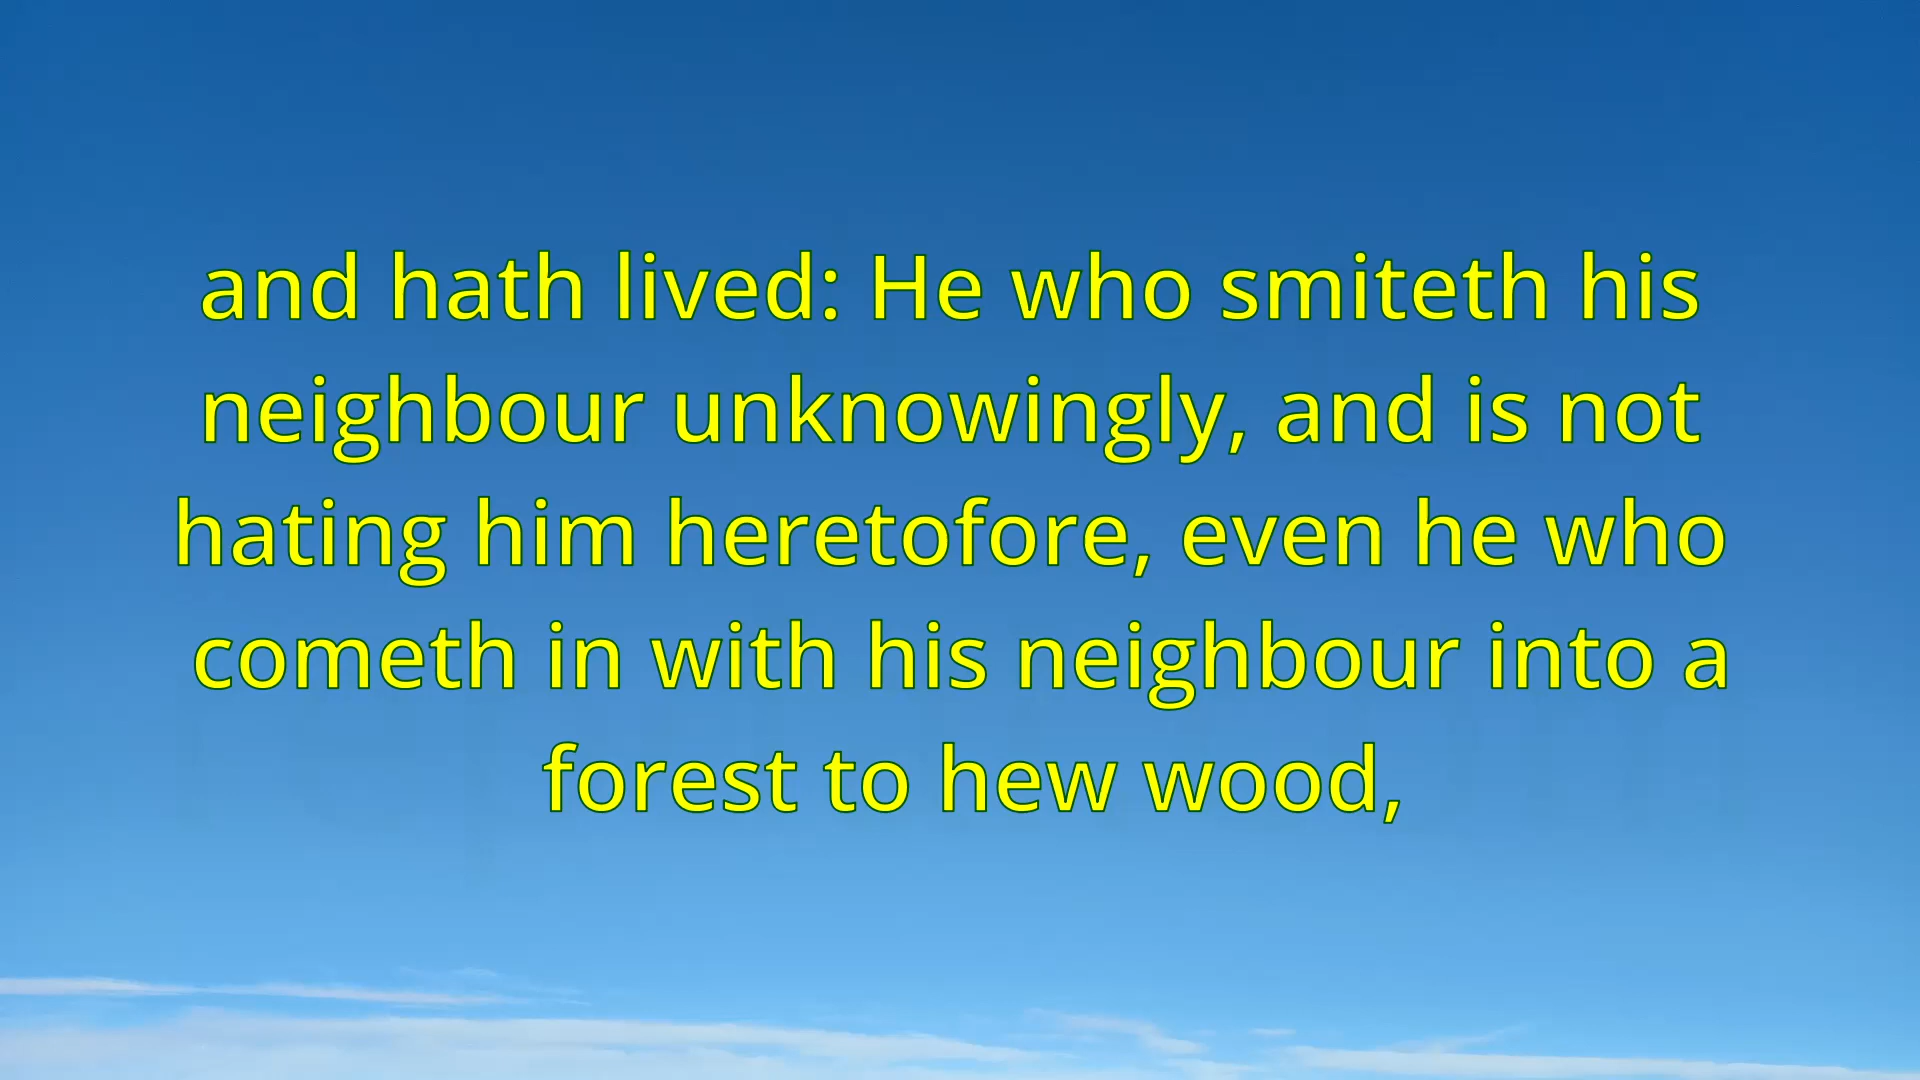 and hath lived: He who smiteth his
neighbour unknowingly, and is not
hating him heretofore, even he who
cometh in with his neighbour into a
forest to hew wood,